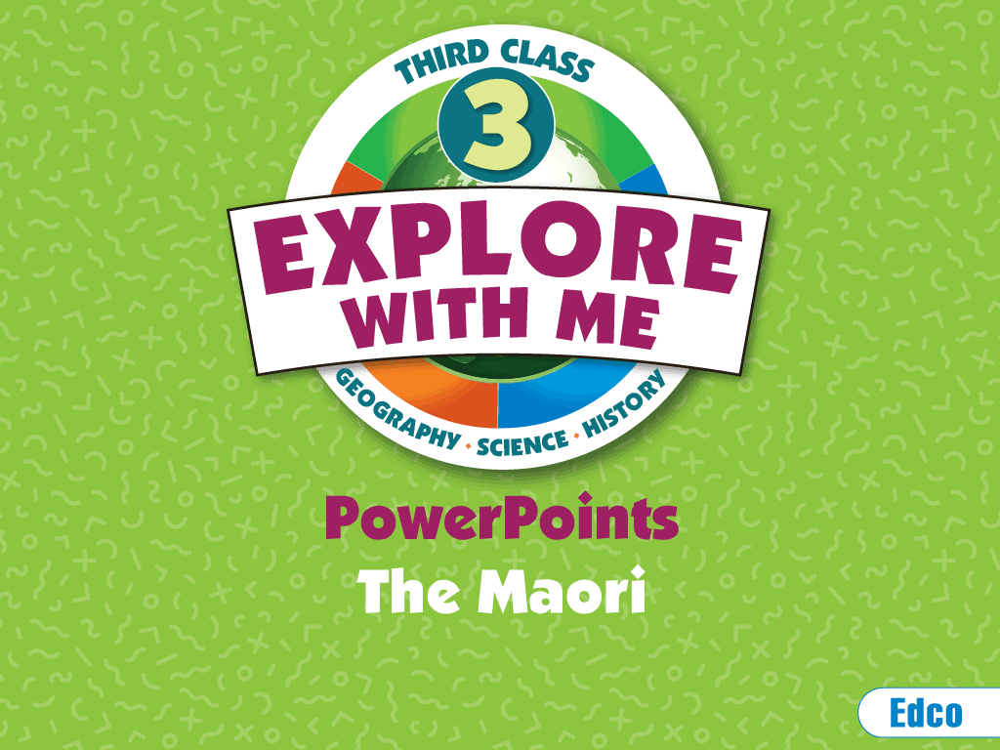 THIRD CLASS
3
EXPLORE
WITH ME
GEOGRAPHY · SCIENCE · HISTORY
PowerPoints
The Maori
Edco